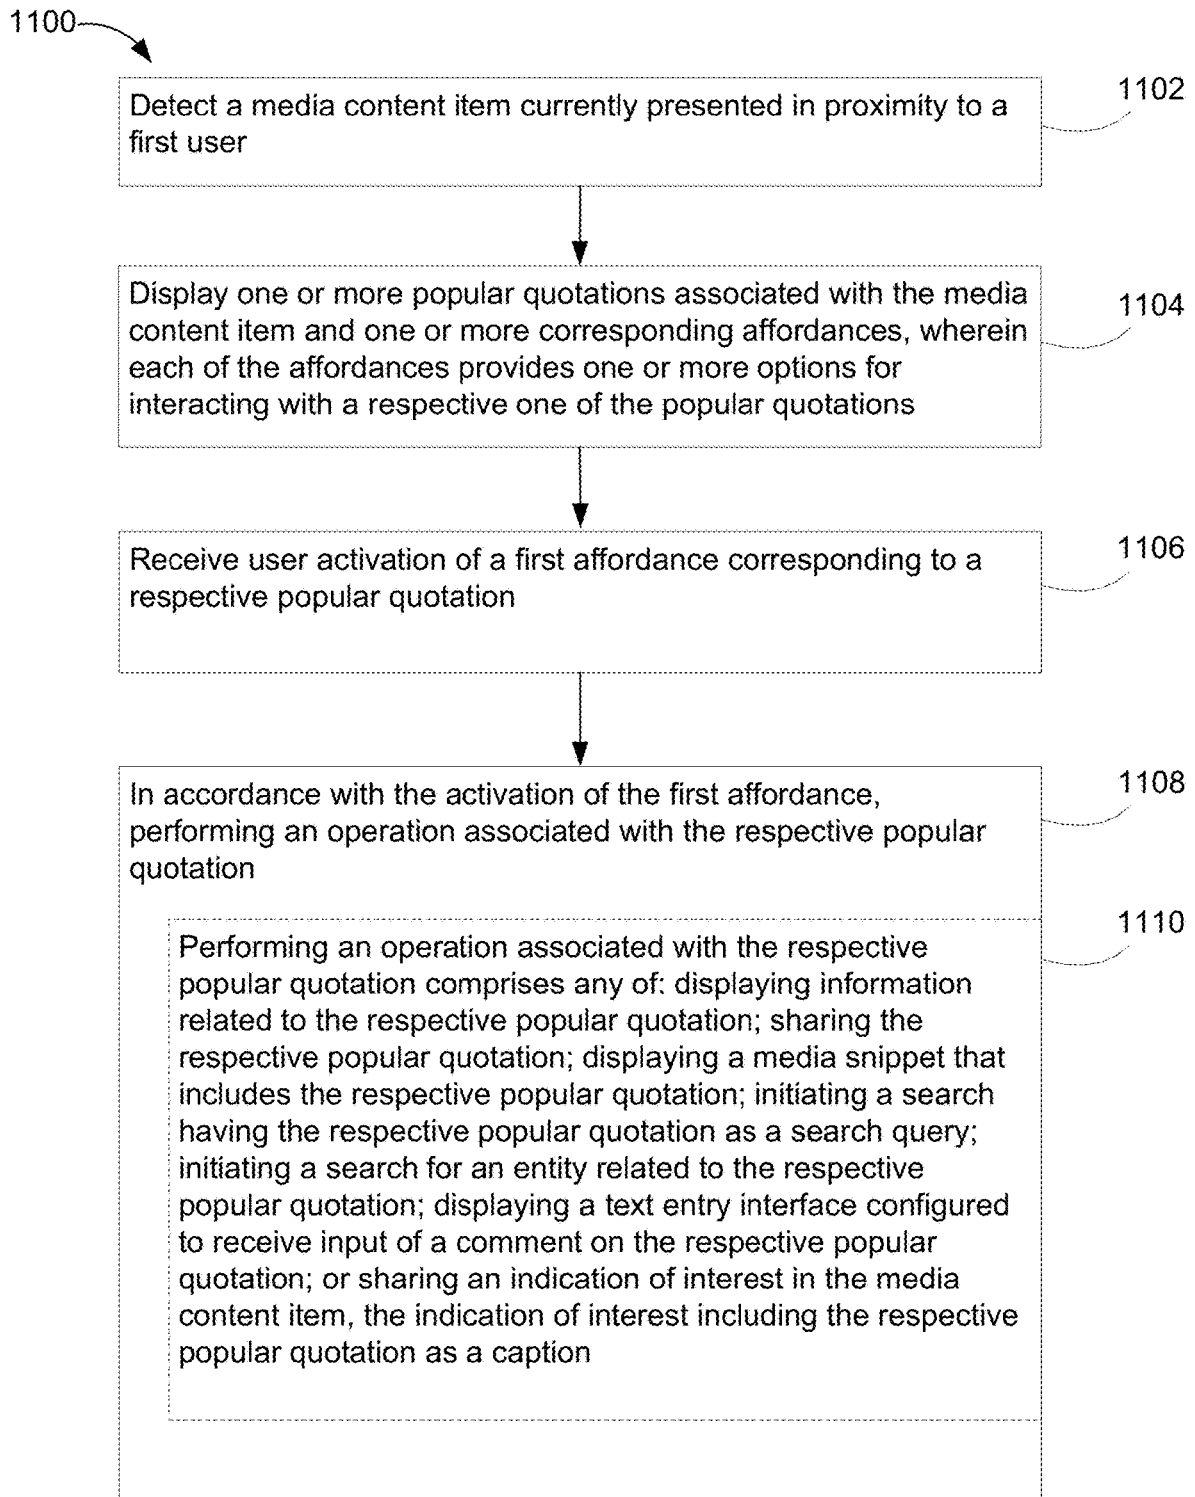 1100
1102
Detect a media content item currently presented in proximity to a
first user
1104
Display one or more popular quotations associated with the media
content item and one or more corresponding affordances, wherein
each of the affordances provides one or more options for
interacting with a respective one of the popular quotations
1106
Receive user activation of a first affordance corresponding to a
respective popular quotation
1108
In accordance with the activation of the first affordance,
performing an operation associated with the respective popular
quotation
1110
Performing an operation associated with the respective
popular quotation comprises any of: displaying information
related to the respective popular quotation; sharing the
respective popular quotation; displaying a media snippet that
includes the respective popular quotation; initiating a search
having the respective popular quotation as a search query;
initiating a search for an entity related to the respective
popular quotation; displaying a text entry interface configured
to receive input of a comment on the respective popular
quotation; or sharing an indication of interest in the media
content item, the indication of interest including the respective
popular quotation as a caption